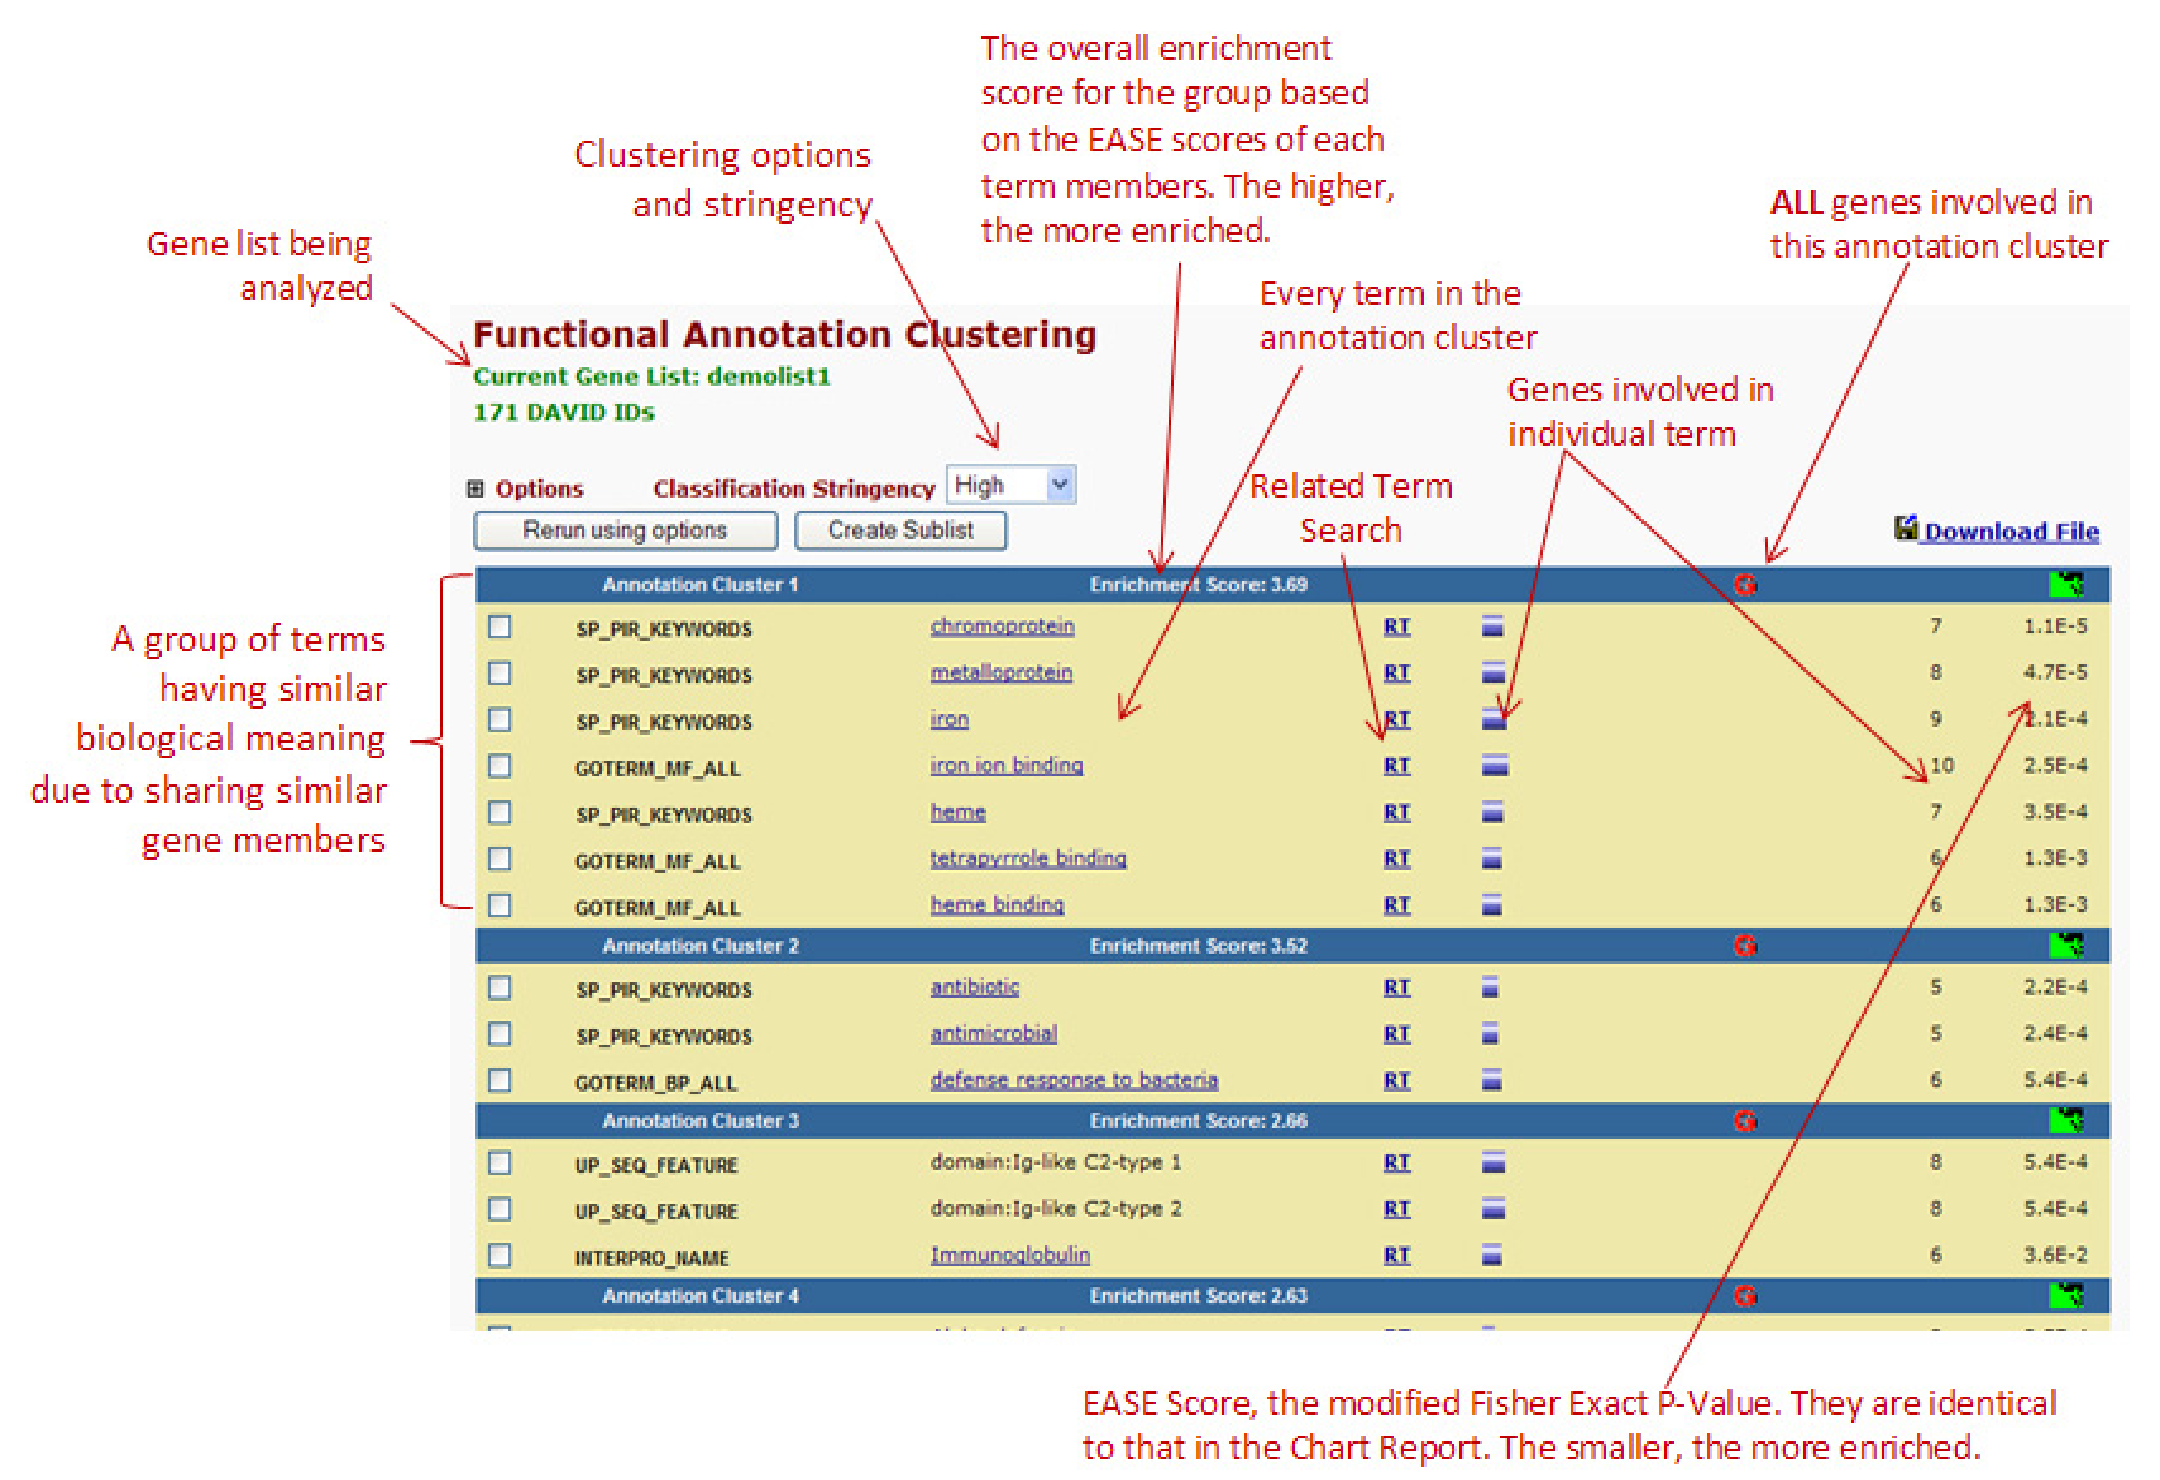 The overall enrichment
score for the group based
on the EASE scores of each
term members. The higher,
the more enriched.
Clustering options
and stringency
ALL genes involved in
this annotation cluster
Gene list being
analyzed
Every term in the
annotation cluster
Genes involved in
individual term
Related Term
Search
Functional Annotation Clustering
Current Gene List: demolist1
171 DAVID IDs
Options Classification Stringency High
Rerun using options Create Sublist Download File
A group of terms
having similar
biological meaning
due to sharing similar
gene members
Annotation Cluster 1 Enrichment Score: 3.69 G
SP_PIR_KEYWORDS chromoprotein RT 7 1.1E-5
SP_PIR_KEYWORDS metalloprotein RT 8 4.7E-5
SP_PIR_KEYWORDS iron RT 9 2.1E-4
GOTERM_MF_ALL iron ion binding RT 10 2.5E-4
SP_PIR_KEYWORDS heme RT 7 3.5E-4
GOTERM_MF_ALL tetrapyrrole binding RT 6 1.3E-3
GOTERM_MF_ALL heme binding RT 6 1.3E-3
Annotation Cluster 2 Enrichment Score: 3.52 G
SP_PIR_KEYWORDS antibiotic RT 5 2.2E-4
SP_PIR_KEYWORDS antimicrobial RT 5 2.4E-4
GOTERM_BP_ALL defense response to bacteria RT 6 5.4E-4
Annotation Cluster 3 Enrichment Score: 2.66 G
UP_SEQ_FEATURE domain:Ig-like C2-type 1 RT 8 5.4E-4
UP_SEQ_FEATURE domain:Ig-like C2-type 2 RT 8 5.4E-4
INTERPRO_NAME Immunoglobulin RT 6 3.6E-2
Annotation Cluster 4 Enrichment Score: 2.63 G
EASE Score, the modified Fisher Exact P-Value. They are identical
to that in the Chart Report. The smaller, the more enriched.